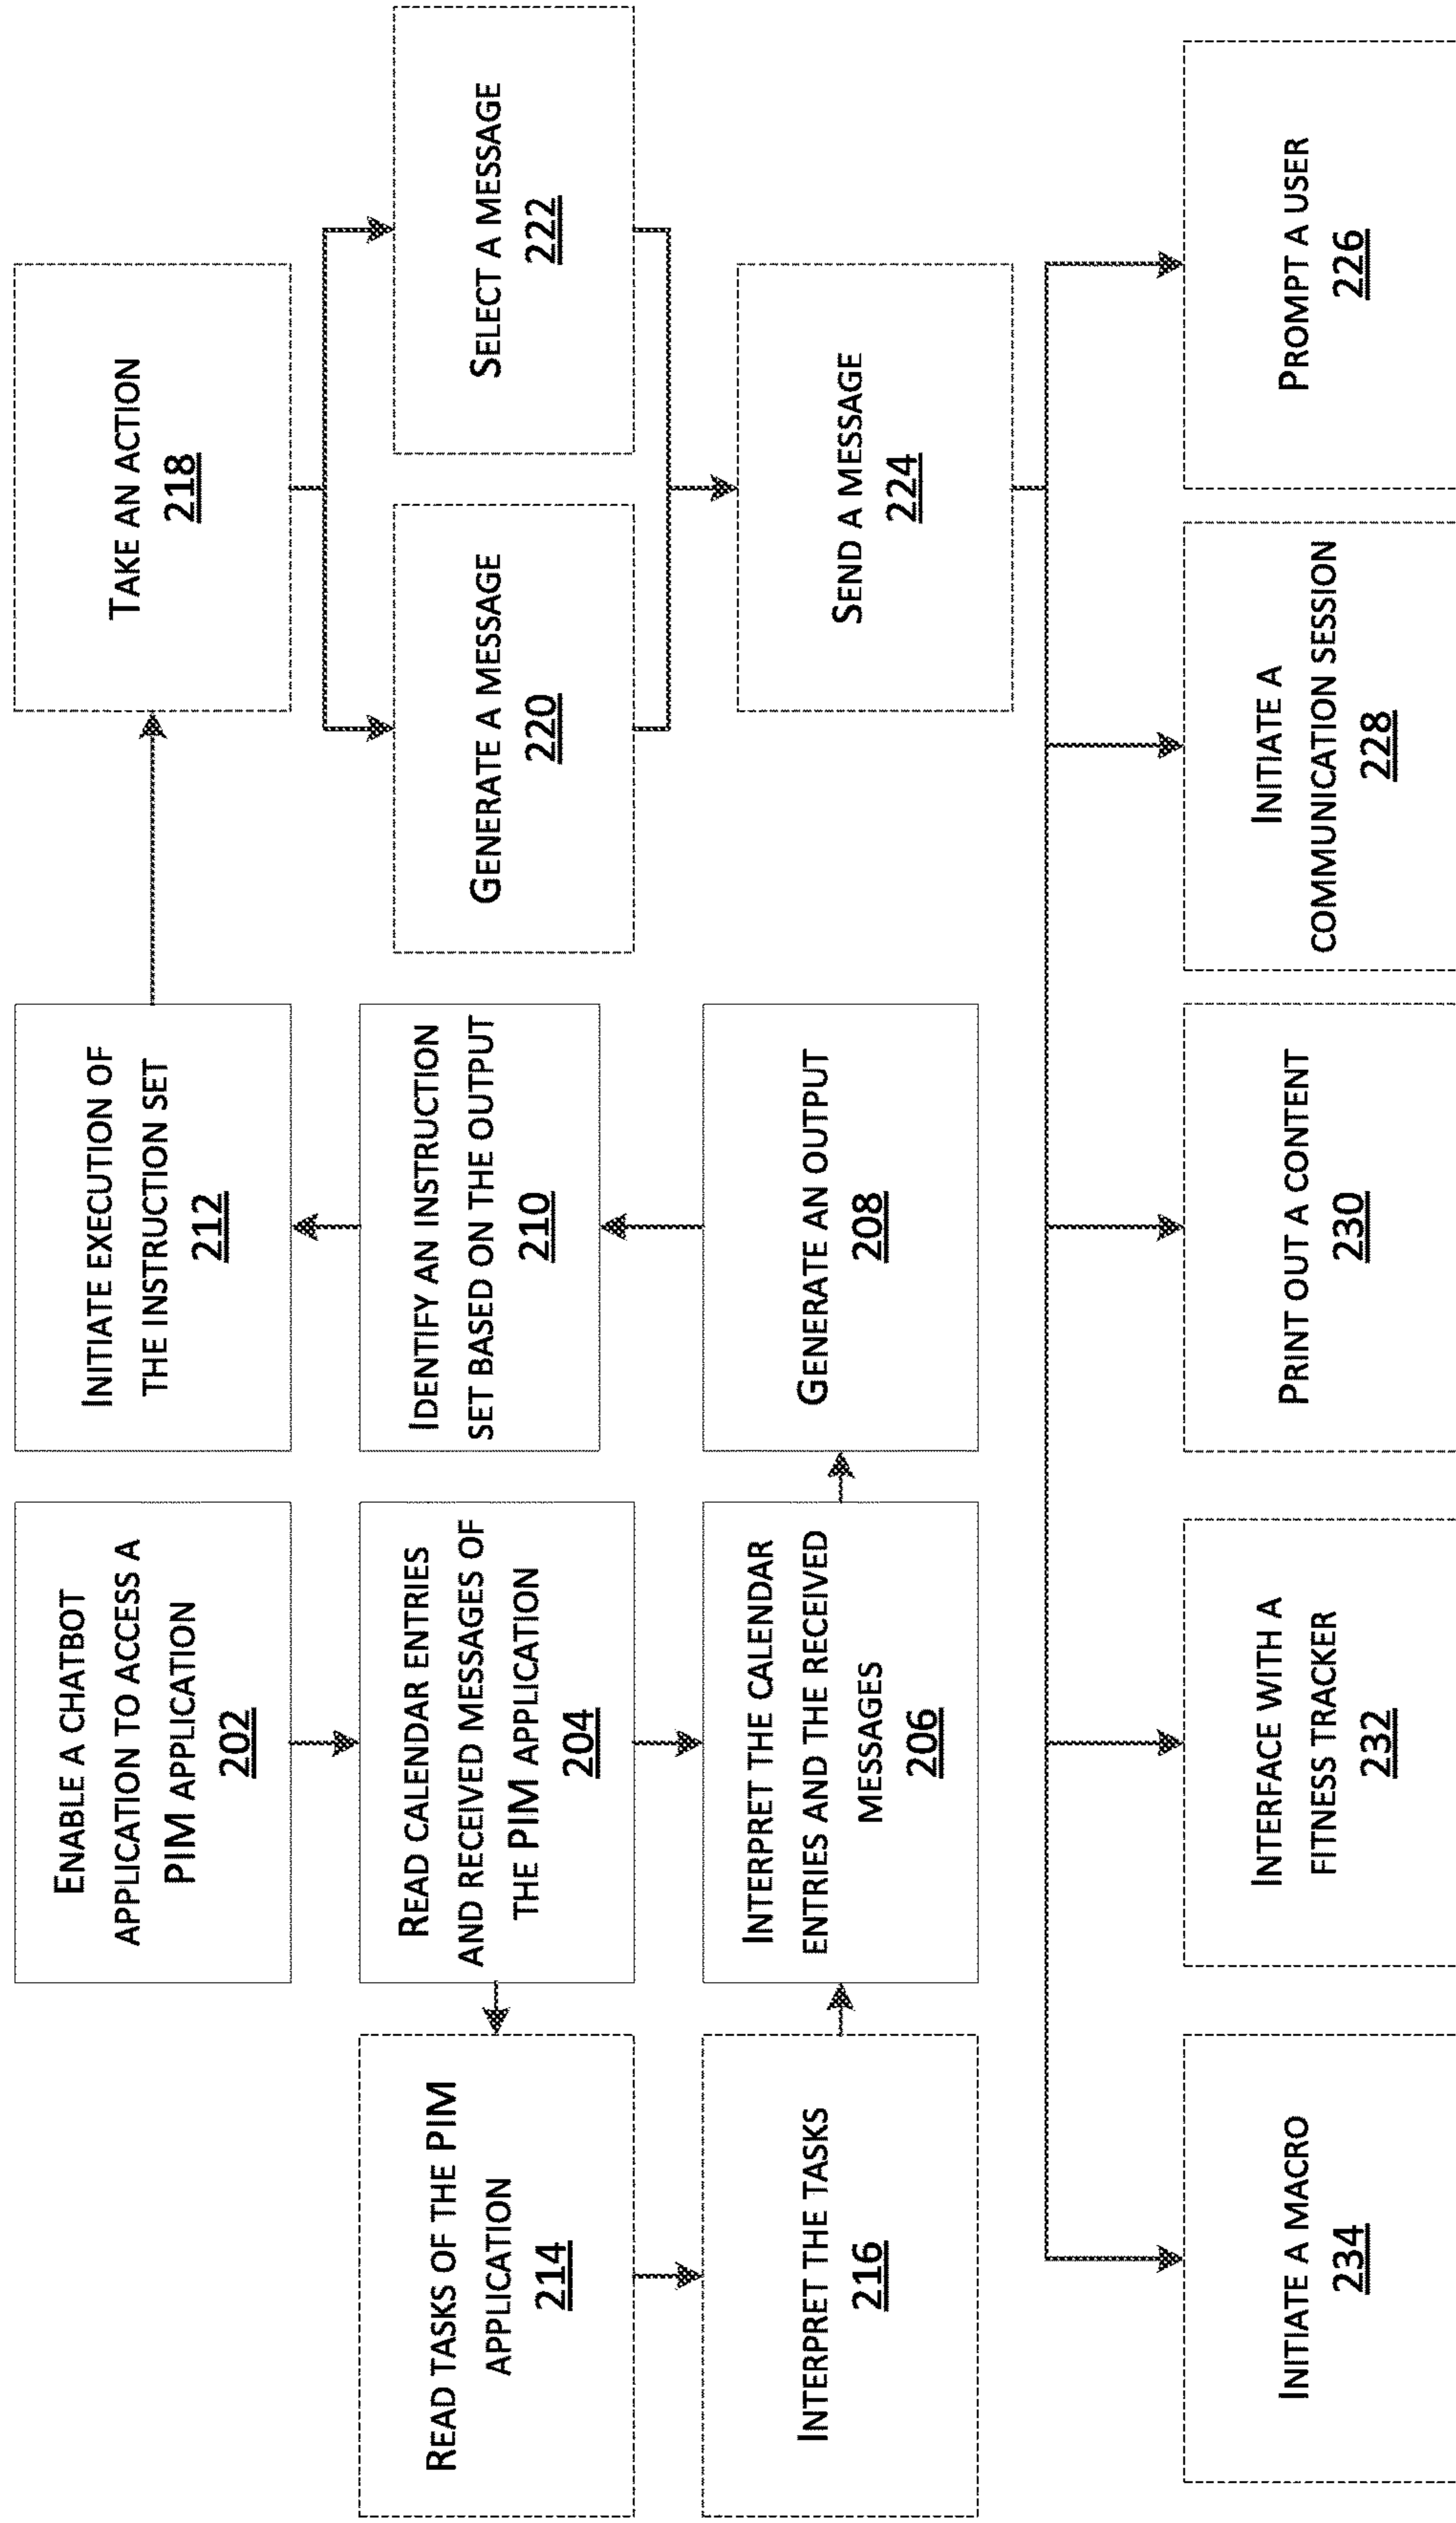 ENABLE A CHATBOT
APPLICATION TO ACCESS A
PIM APPLICATION
202
INITIATE EXECUTION OF
THE INSTRUCTION SET
212
TAKE AN ACTION
218
READ TASKS OF THE PIM
APPLICATION
214
READ CALENDAR ENTRIES
AND RECEIVED MESSAGES OF
THE PIM APPLICATION
204
IDENTIFY AN INSTRUCTION
SET BASED ON THE OUTPUT
210
GENERATE A MESSAGE
220
SELECT A MESSAGE
222
INTERPRET THE TASKS
216
INTERPRET THE CALENDAR
ENTRIES AND THE RECEIVED
MESSAGES
206
GENERATE AN OUTPUT
208
SEND A MESSAGE
224
INITIATE A MACRO
234
INTERFACE WITH A
FITNESS TRACKER
232
PRINT OUT A CONTENT
230
INITIATE A
COMMUNICATION SESSION
228
PROMPT A USER
226